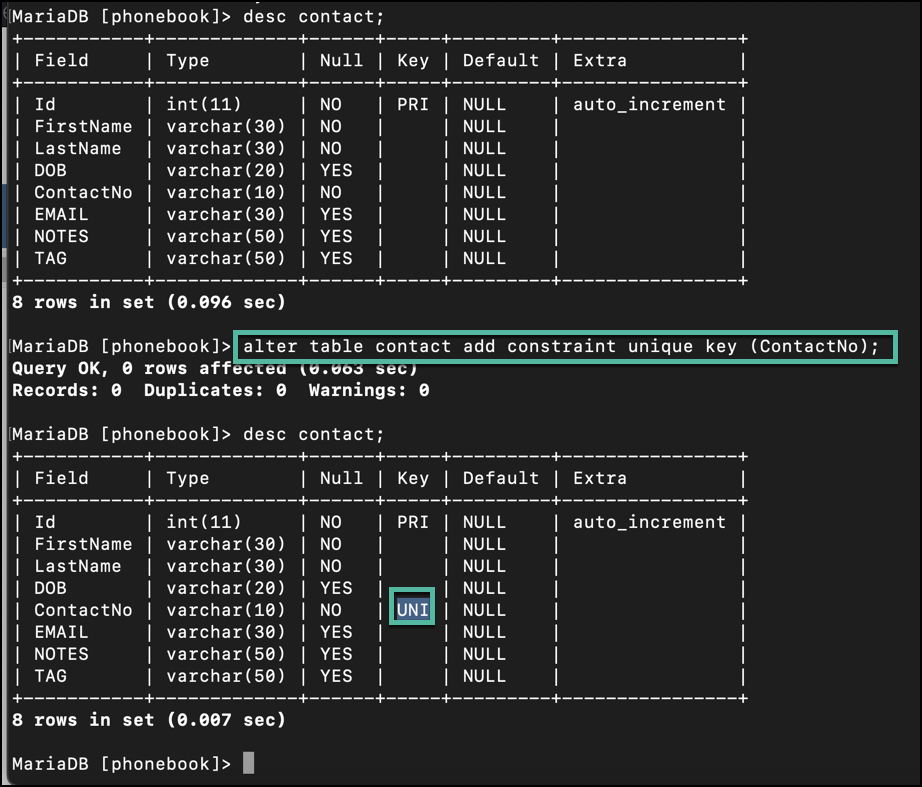 MariaDB [phonebook]> desc contact;
+-----------+-------------+------+-----+---------+----------------+
| Field     | Type        | Null | Key | Default | Extra          |
+-----------+-------------+------+-----+---------+----------------+
| Id        | int(11)     | NO   | PRI | NULL    | auto_increment |
| FirstName | varchar(30) | NO   |     | NULL    |                |
| LastName  | varchar(30) | NO   |     | NULL    |                |
| DOB       | varchar(20) | YES  |     | NULL    |                |
| ContactNo | varchar(10) | NO   |     | NULL    |                |
| EMAIL     | varchar(30) | YES  |     | NULL    |                |
| NOTES     | varchar(50) | YES  |     | NULL    |                |
| TAG       | varchar(50) | YES  |     | NULL    |                |
+-----------+-------------+------+-----+---------+----------------+
8 rows in set (0.096 sec)
MariaDB [phonebook]> alter table contact add constraint unique key (ContactNo);
Query OK, 0 rows affected (0.063 sec)
Records: 0  Duplicates: 0  Warnings: 0
MariaDB [phonebook]> desc contact;
+-----------+-------------+------+-----+---------+----------------+
| Field     | Type        | Null | Key | Default | Extra          |
+-----------+-------------+------+-----+---------+----------------+
| Id        | int(11)     | NO   | PRI | NULL    | auto_increment |
| FirstName | varchar(30) | NO   |     | NULL    |                |
| LastName  | varchar(30) | NO   |     | NULL    |                |
| DOB       | varchar(20) | YES  |     | NULL    |                |
| ContactNo | varchar(10) | NO   | UNI | NULL    |                |
| EMAIL     | varchar(30) | YES  |     | NULL    |                |
| NOTES     | varchar(50) | YES  |     | NULL    |                |
| TAG       | varchar(50) | YES  |     | NULL    |                |
+-----------+-------------+------+-----+---------+----------------+
8 rows in set (0.007 sec)
MariaDB [phonebook]>